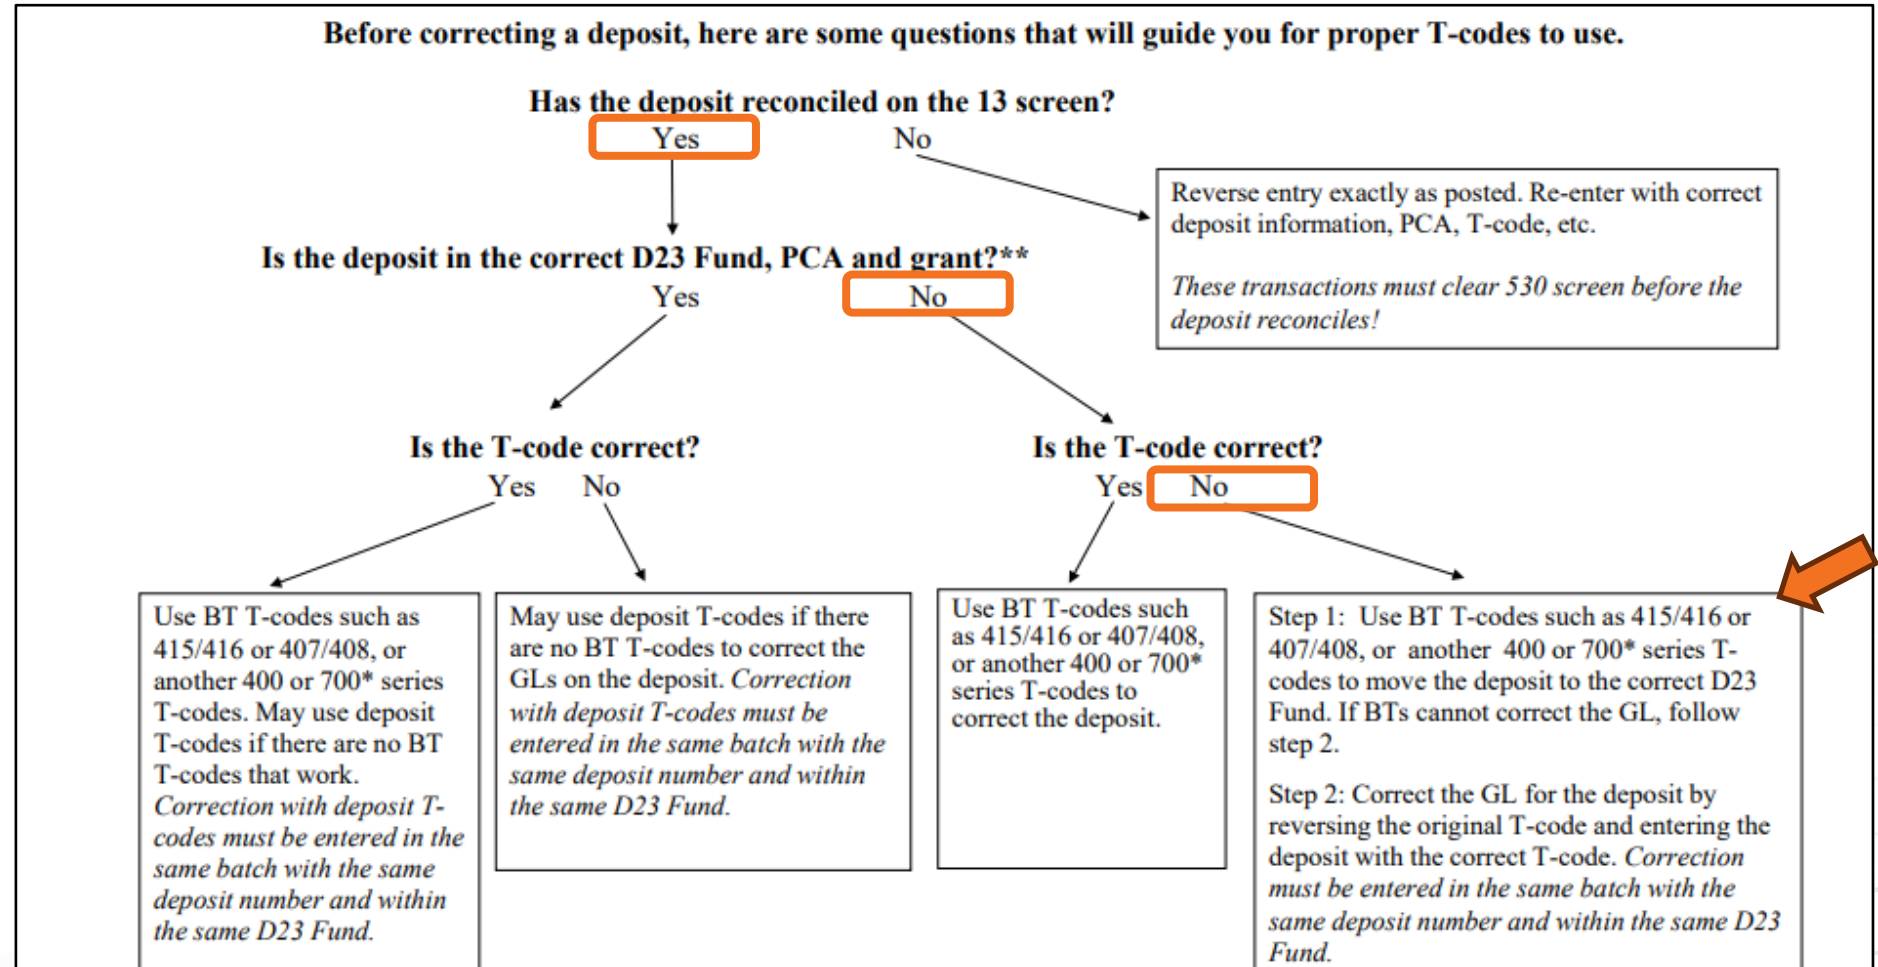 Before correcting a deposit, here are some questions that will guide you for proper T-codes to use.
Has the deposit reconciled on the 13 screen?
Yes No
Reverse entry exactly as posted. Re-enter with correct
deposit information, PCA, T-code, etc.
These transactions must clear 530 screen before the
deposit reconciles!
Is the deposit in the correct D23 Fund, PCA and grant?**
Yes No
Is the T-code correct?
Yes No
Is the T-code correct?
Yes No
Use BT T-codes such as
415/416 or 407/408, or
another 400 or 700* series
T-codes. May use deposit
T-codes if there are no BT
T-codes that work.
Correction with deposit T-
codes must be entered in the
same batch with the same
deposit number and within
the same D23 Fund.
May use deposit T-codes if there
are no BT T-codes to correct the
GLs on the deposit. Correction
with deposit T-codes must be
entered in the same batch with the
same deposit number and within
the same D23 Fund.
Use BT T-codes such
as 415/416 or 407/408,
or another 400 or 700*
series T-codes to
correct the deposit.
Step 1: Use BT T-codes such as 415/416 or
407/408, or another 400 or 700* series T-
codes to move the deposit to the correct D23
Fund. If BTs cannot correct the GL, follow
step 2.
Step 2: Correct the GL for the deposit by
reversing the original T-code and entering the
deposit with the correct T-code. Correction
must be entered in the same batch with the
same deposit number and within the same D23
Fund.